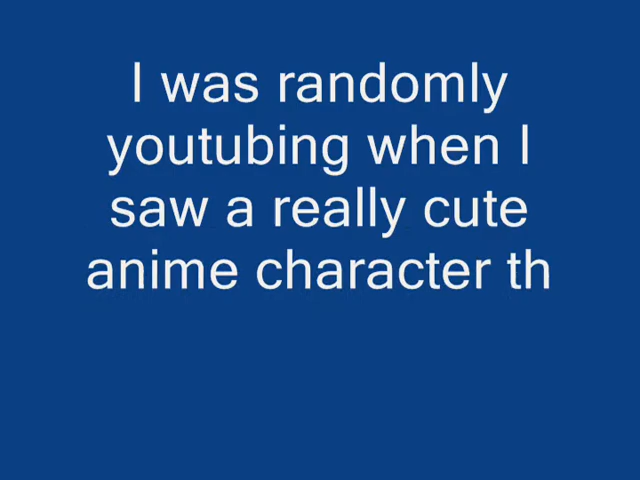 I was randomly
youtubing when I
saw a really cute
anime character th